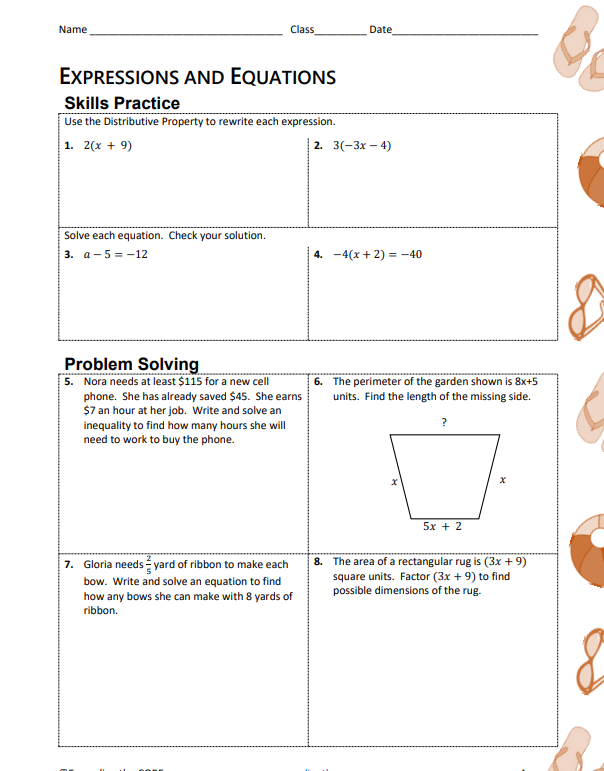 Name ______________________________ Class________ Date______________________
EXPRESSIONS AND EQUATIONS
Skills Practice
Use the Distributive Property to rewrite each expression.
1. 2(x + 9)
2. 3(−3x − 4)
Solve each equation. Check your solution.
3. a − 5 = −12
4. −4(x + 2) = −40
Problem Solving
5. Nora needs at least $115 for a new cell
phone. She has already saved $45. She earns
$7 an hour at her job. Write and solve an
inequality to find how many hours she will
need to work to buy the phone.
6. The perimeter of the garden shown is 8x+5
units. Find the length of the missing side.
?
x
x
5x + 2
7. Gloria needs 2/5 yard of ribbon to make each
bow. Write and solve an equation to find
how any bows she can make with 8 yards of
ribbon.
8. The area of a rectangular rug is (3x + 9)
square units. Factor (3x + 9) to find
possible dimensions of the rug.